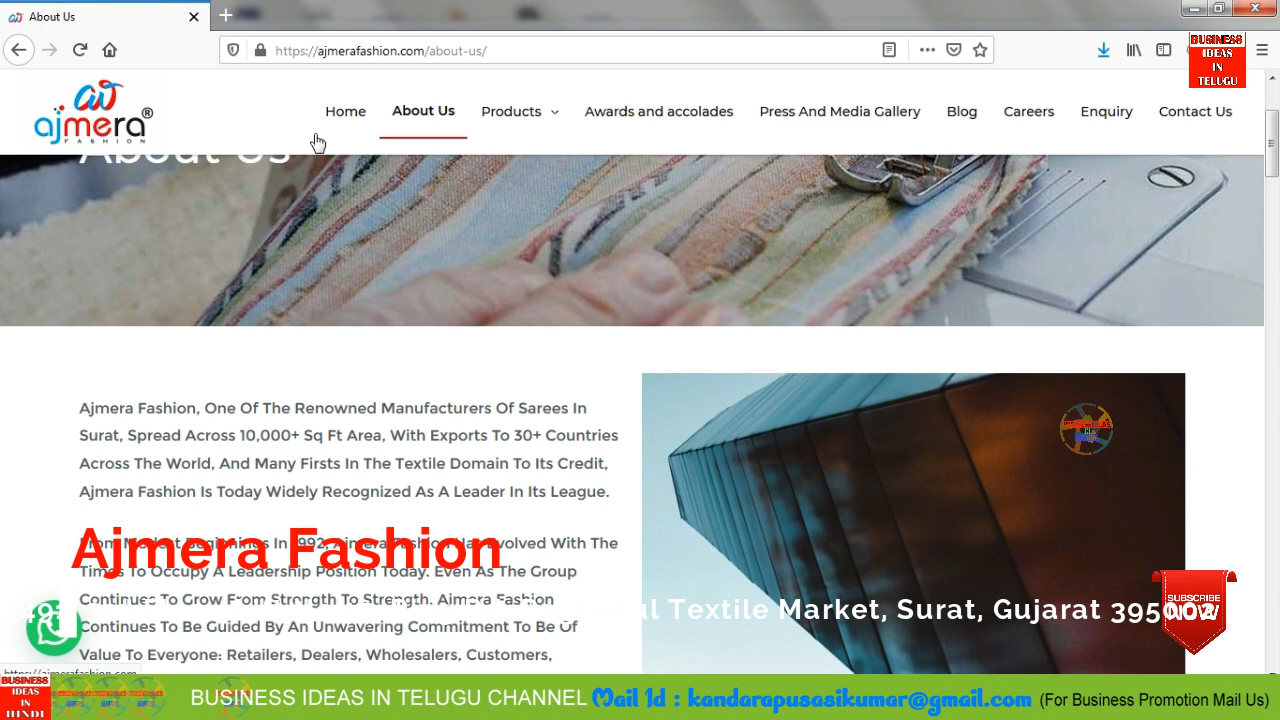 About Us
https://ajmerafashion.com/about-us/
BUSINESS
IDEAS
IN
TELUGU
ajmera®
FASHION
Home
About Us
Products
Awards and accolades
Press And Media Gallery
Blog
Careers
Enquiry
Contact Us
About Us
Ajmera Fashion, One Of The Renowned Manufacturers Of Sarees In
Surat, Spread Across 10,000+ Sq Ft Area, With Exports To 30+ Countries
Across The World, And Many Firsts In The Textile Domain To Its Credit,
Ajmera Fashion Is Today Widely Recognized As A Leader In Its League.
Ajmera Fashion
From Modest Beginnings In 1992, Ajmera Fashion Has Evolved With The
Times To Occupy A Leadership Position Today. Even As The Group
Continues To Grow From Strength To Strength, Ajmera Fashion
Textile Market, Surat, Gujarat 395002
SUBSCRIBE
NOW
Continues To Be Guided By An Unwavering Commitment To Be Of
Value To Everyone: Retailers, Dealers, Wholesalers, Customers,
https://ajmerafashion.com
BUSINESS
IDEAS
IN
HINDI
BUSINESS IDEAS IN TELUGU CHANNEL Mail Id : kandarapusasikumar@gmail.com (For Business Promotion Mail Us)